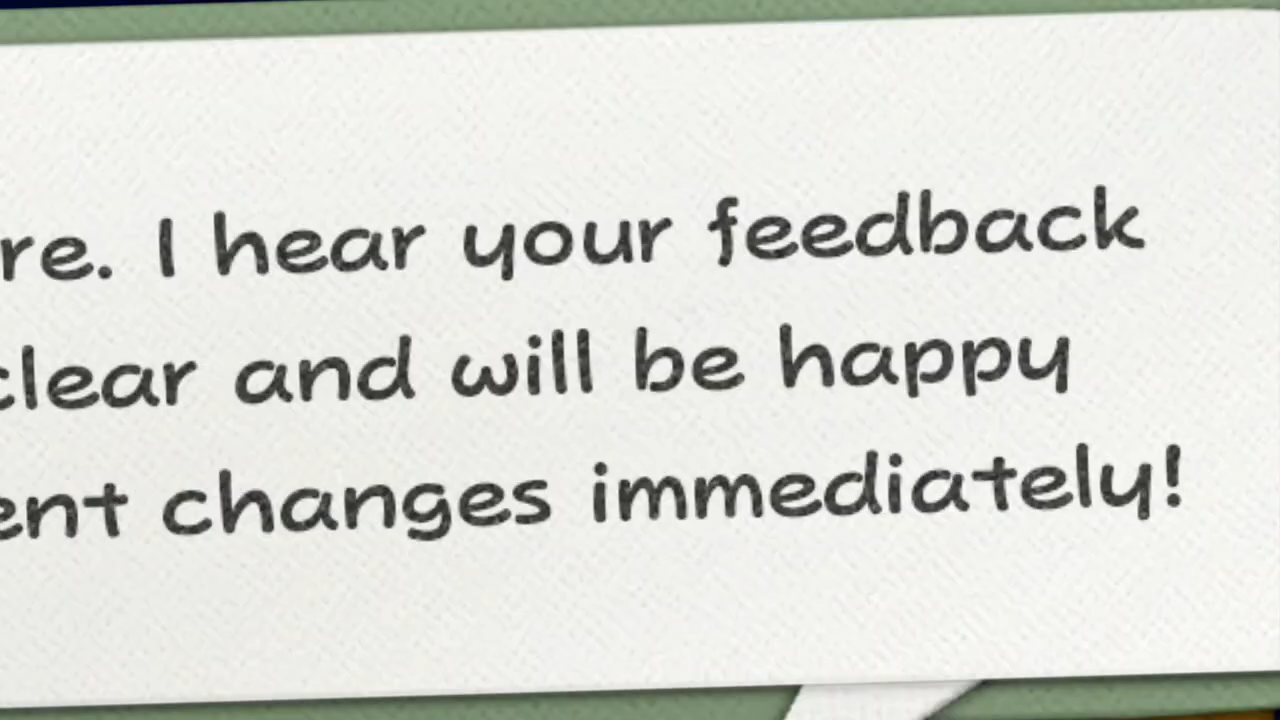 re. I hear your feedback
clear and will be happy
ent changes immediately!